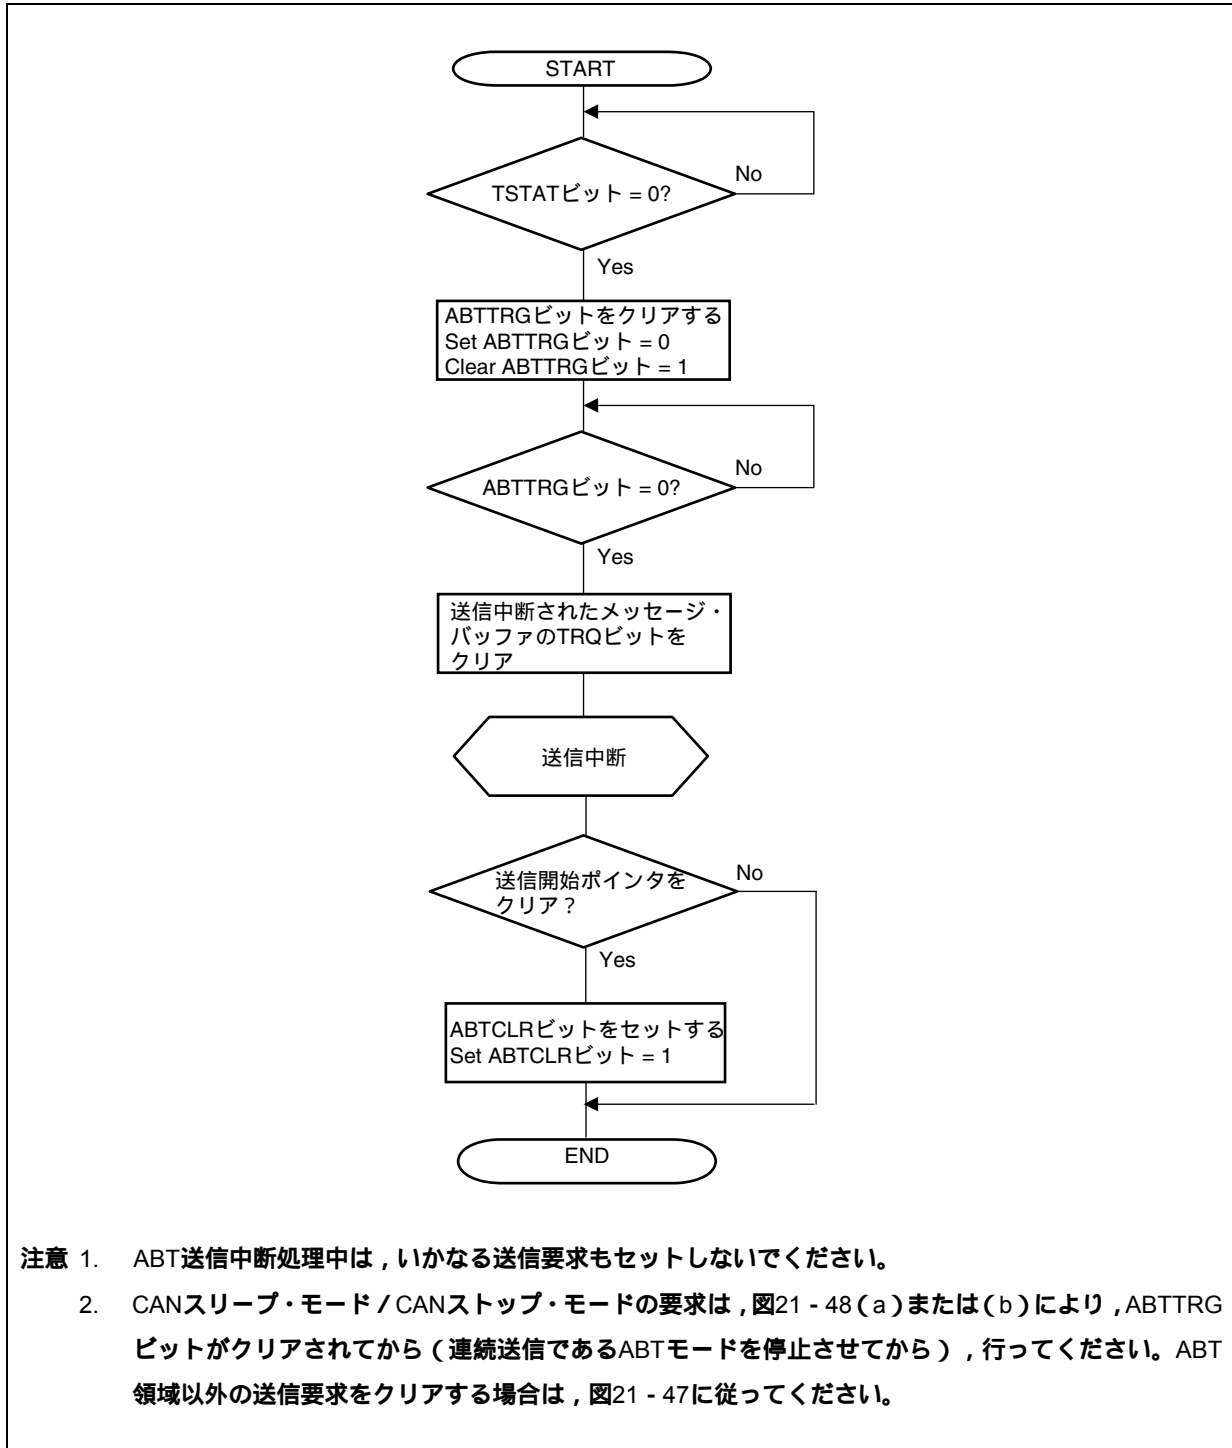 START
TSTATビット = 0?
No
Yes
ABTTRGビットをクリアする
Set ABTTRGビット = 0
Clear ABTTRGビット = 1
ABTTRGビット = 0?
No
Yes
送信中断されたメッセージ・
バッファのTRQビットを
クリア
送信中断
送信開始ポインタを
クリア？
No
Yes
ABTCLRビットをセットする
Set ABTCLRビット = 1
END
注意 1. ABT送信中断処理中は，いかなる送信要求もセットしないでください。
2. CANスリープ・モード／CANストップ・モードの要求は，図21 - 48（a）または（b）により，ABTTRG
ビットがクリアされてから（連続送信であるABTモードを停止させてから），行ってください。ABT
領域以外の送信要求をクリアする場合は，図21 - 47に従ってください。